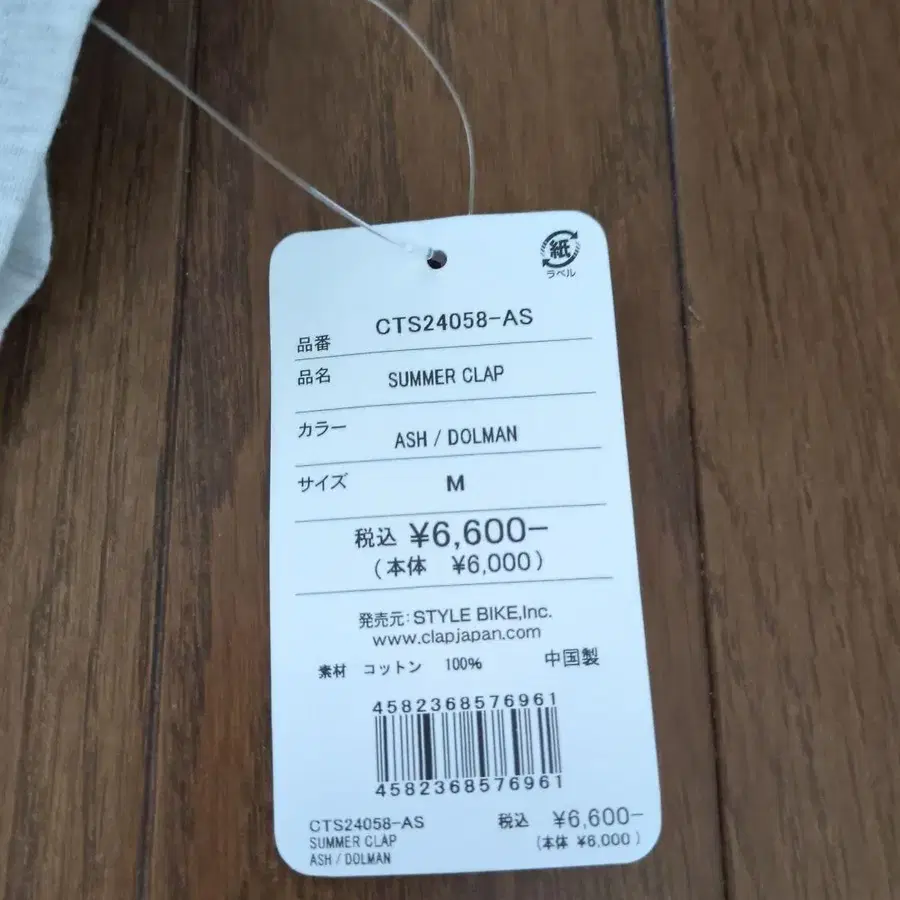 紙
ラベル
品番 CTS24058-AS
品名 SUMMER CLAP
カラー ASH / DOLMAN
サイズ M
税込 ¥6,600-
(本体 ¥6,000)
発売元:STYLE BIKE,Inc.
www.clapjapan.com
素材 コットン 100% 中国製
4582368576961
4582368576961
CTS24058-AS 税込 ¥6,600-
SUMMER CLAP (本体 ¥6,000)
ASH / DOLMAN